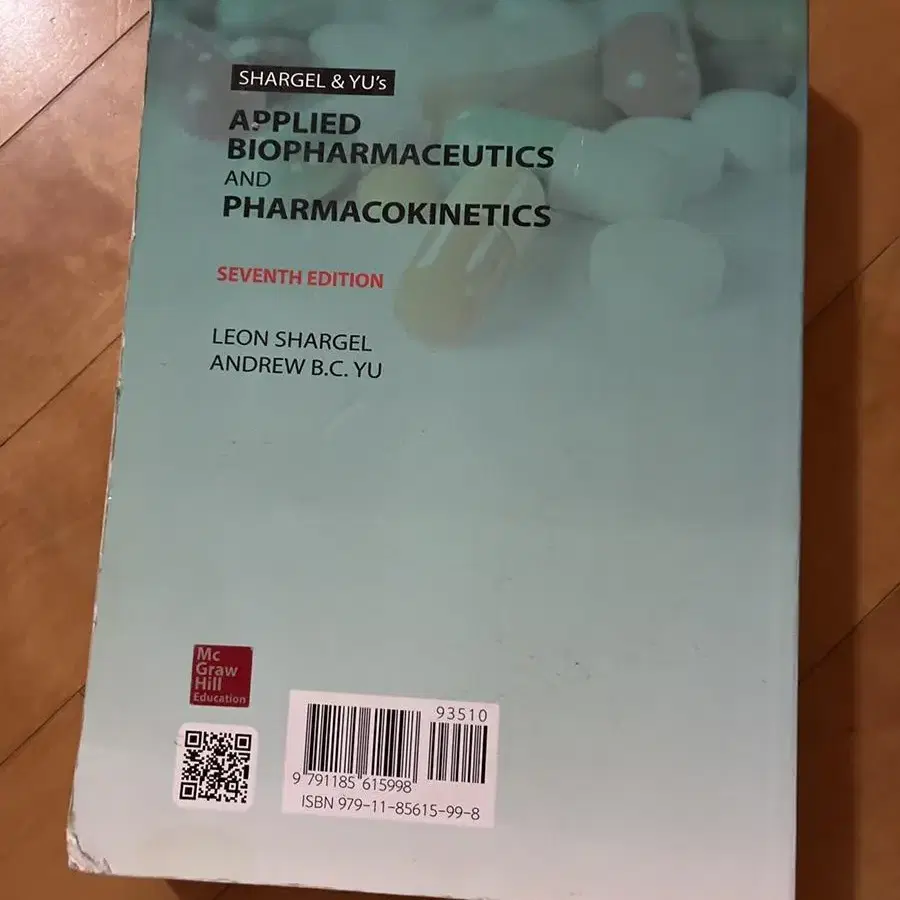 SHARGEL & YU's
APPLIED
BIOPHARMACEUTICS
AND
PHARMACOKINETICS
SEVENTH EDITION
LEON SHARGEL
ANDREW B.C. YU
Mc
Graw
Hill
Education
93510
9 791185 615998
ISBN 979-11-85615-99-8